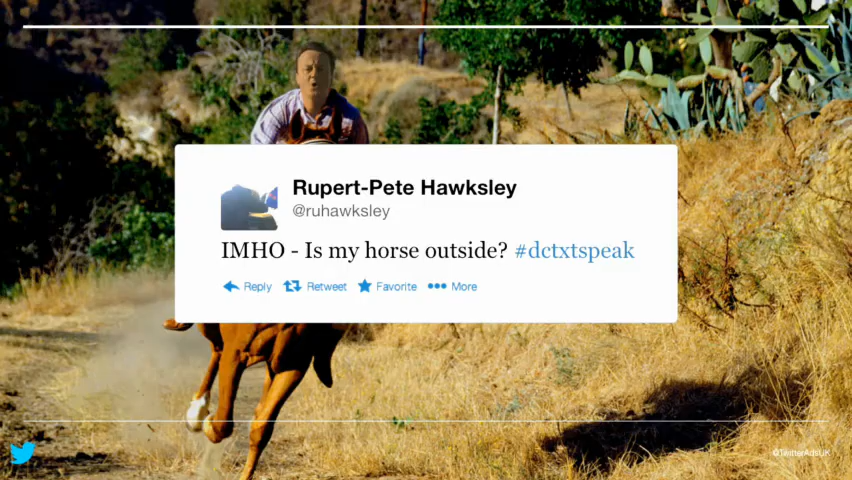 Rupert-Pete Hawksley
@ruhawksley
IMHO - Is my horse outside? #dctxtspeak
Reply Retweet Favorite More
@TwitterAdsUK